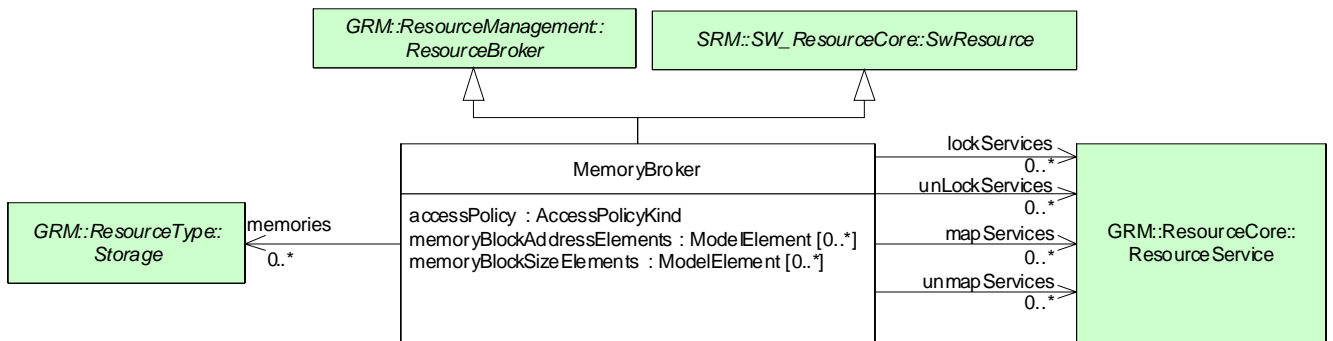 GRM::ResourceManagement::
ResourceBroker
SRM::SW_ResourceCore::SwResource
MemoryBroker
accessPolicy : AccessPolicyKind
memoryBlockAddressElements : ModelElement [0..*]
memoryBlockSizeElements : ModelElement [0..*]
GRM::ResourceType::
Storage
memories
0..*
lockServices
0..*
unLockServices
0..*
mapServices
0..*
unmapServices
0..*
GRM::ResourceCore::
ResourceService